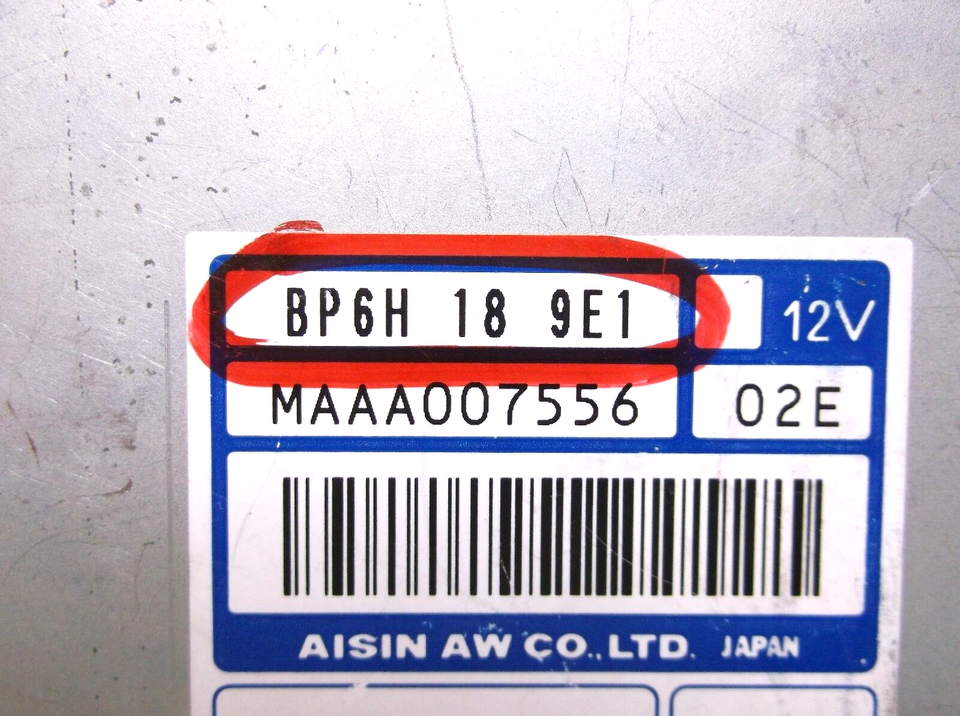 BP6H 18 9E1
12V
MAAA007556
02E
AISIN AW CO., LTD. JAPAN